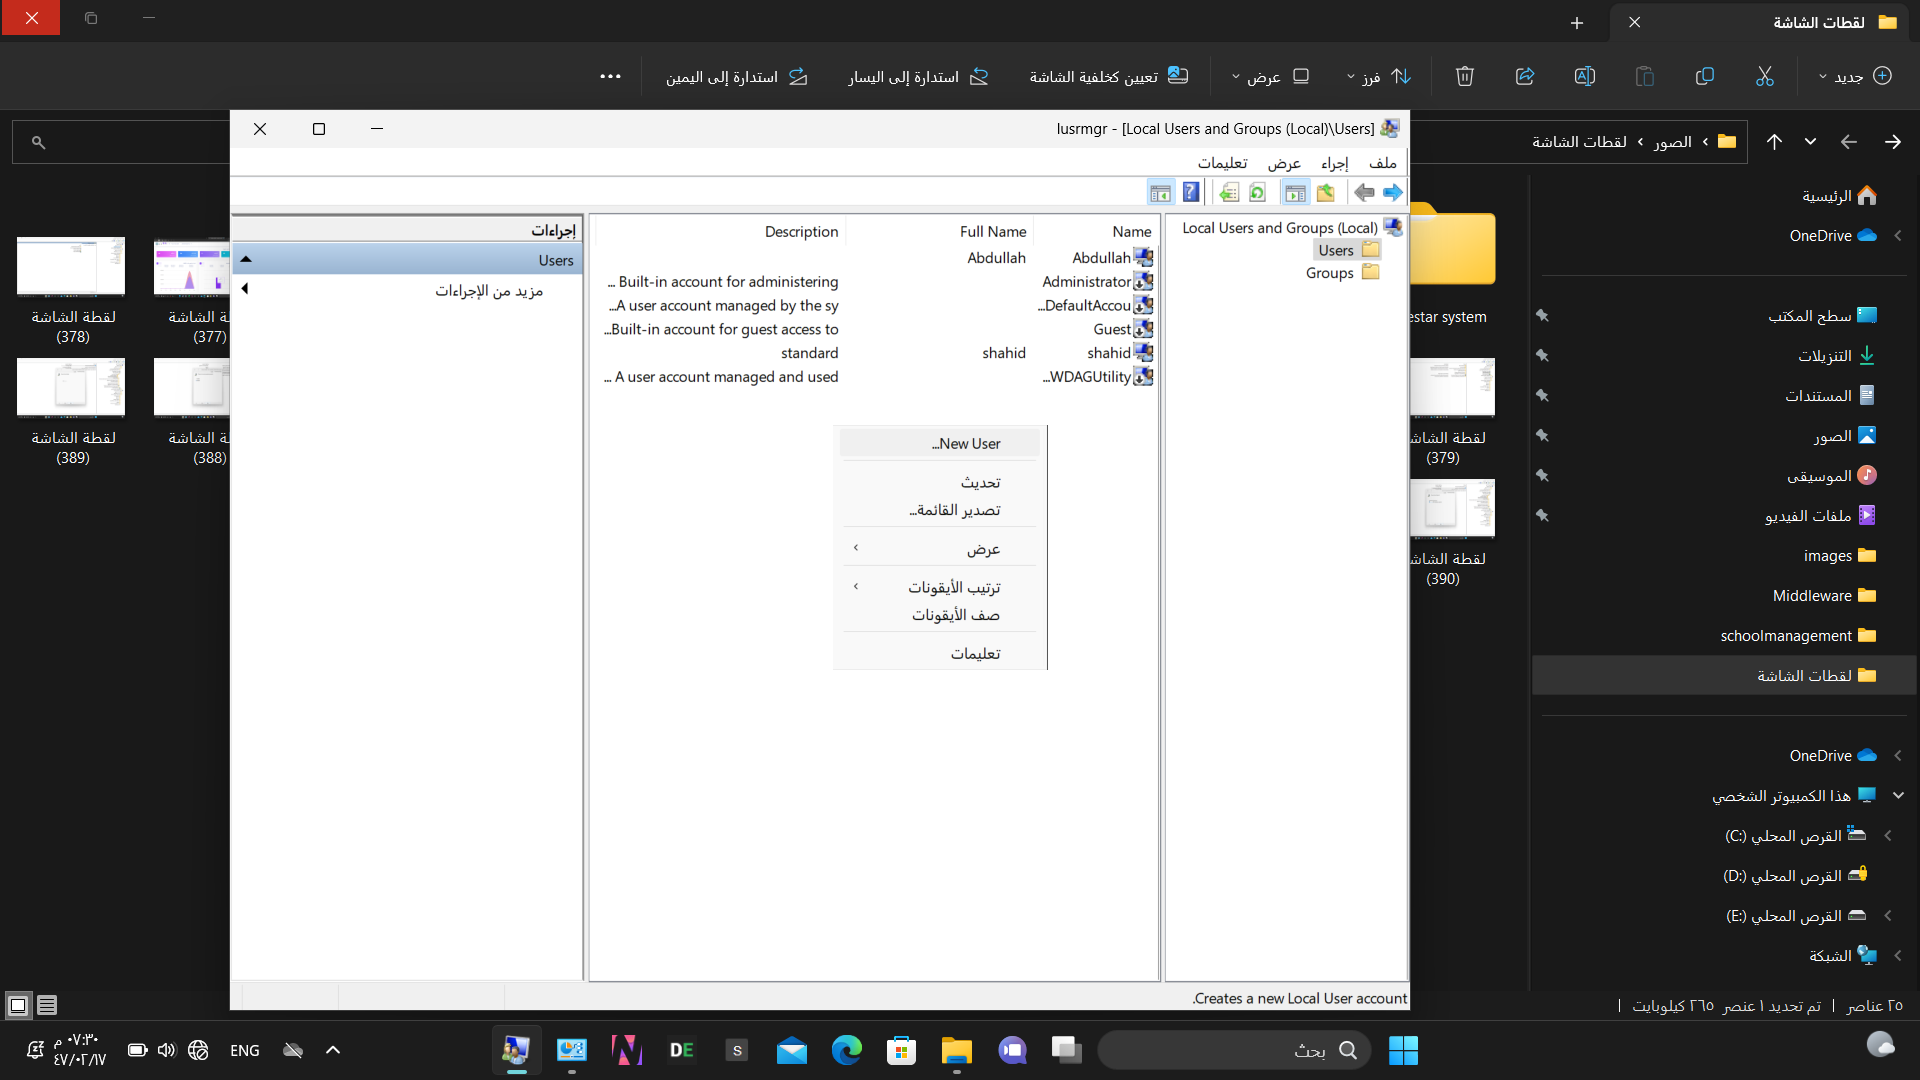 لقطات الشاشة
جديد
فرز
عرض
تعيين كخلفية الشاشة
استدارة إلى اليسار
استدارة إلى اليمين
الصور
لقطات الشاشة
lusrmgr - [Local Users and Groups (Local)\Users]
ملف
إجراء
عرض
تعليمات
Local Users and Groups (Local)
Users
Groups
Name
Full Name
Description
Abdullah
Abdullah
Administrator
Built-in account for administering ...
DefaultAccou...
A user account managed by the sy...
Guest
Built-in account for guest access to...
shahid
shahid
standard
WDAGUtility...
A user account managed and used ...
New User...
تحديث
تصدير القائمة...
عرض
ترتيب الأيقونات
صف الأيقونات
تعليمات
إجراءات
Users
مزيد من الإجراءات
Creates a new Local User account.
الرئيسية
OneDrive
سطح المكتب
التنزيلات
المستندات
الصور
الموسيقى
ملفات الفيديو
images
Middleware
schoolmanagement
لقطات الشاشة
OneDrive
هذا الكمبيوتر الشخصي
القرص المحلي (C:)
القرص المحلي (D:)
القرص المحلي (E:)
الشبكة
estar system
لقطة الشاش
(379)
لقطة الشاش
(390)
ة الشاشة
(377)
لقطة الشاشة
(378)
ة الشاشة
(388)
لقطة الشاشة
(389)
٢٥ عناصر
تم تحديد ١ عنصر
٢٦٥ كيلوبايت
بحث
S
DE
N
ENG
٠٧:٣٠ م
٤٧/٠٢/١٧